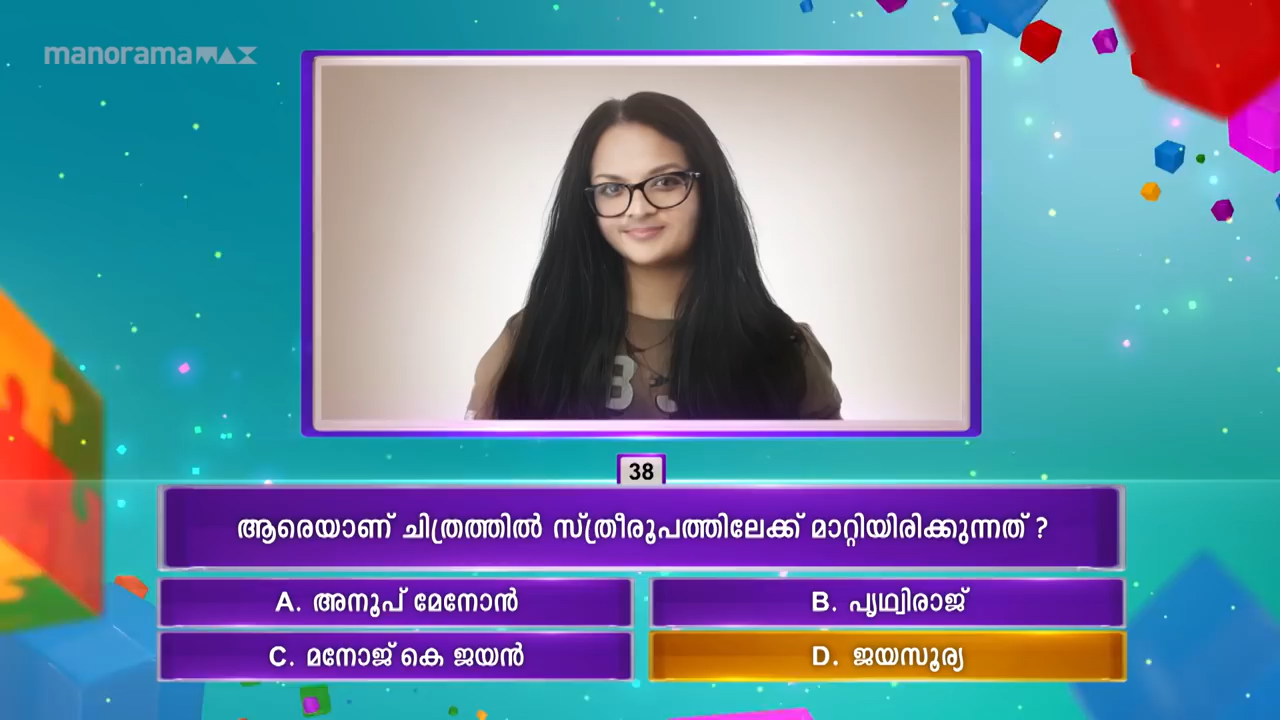 manoramaMAX
38
ആരെയാണ് ചിത്രത്തിൽ സ്ത്രീരൂപത്തിലേക്ക് മാറ്റിയിരിക്കുന്നത് ?
A. അനൂപ് മേനോൻ
B. പൃഥ്വിരാജ്
C. മനോജ് കെ ജയൻ
D. ജയസൂര്യ